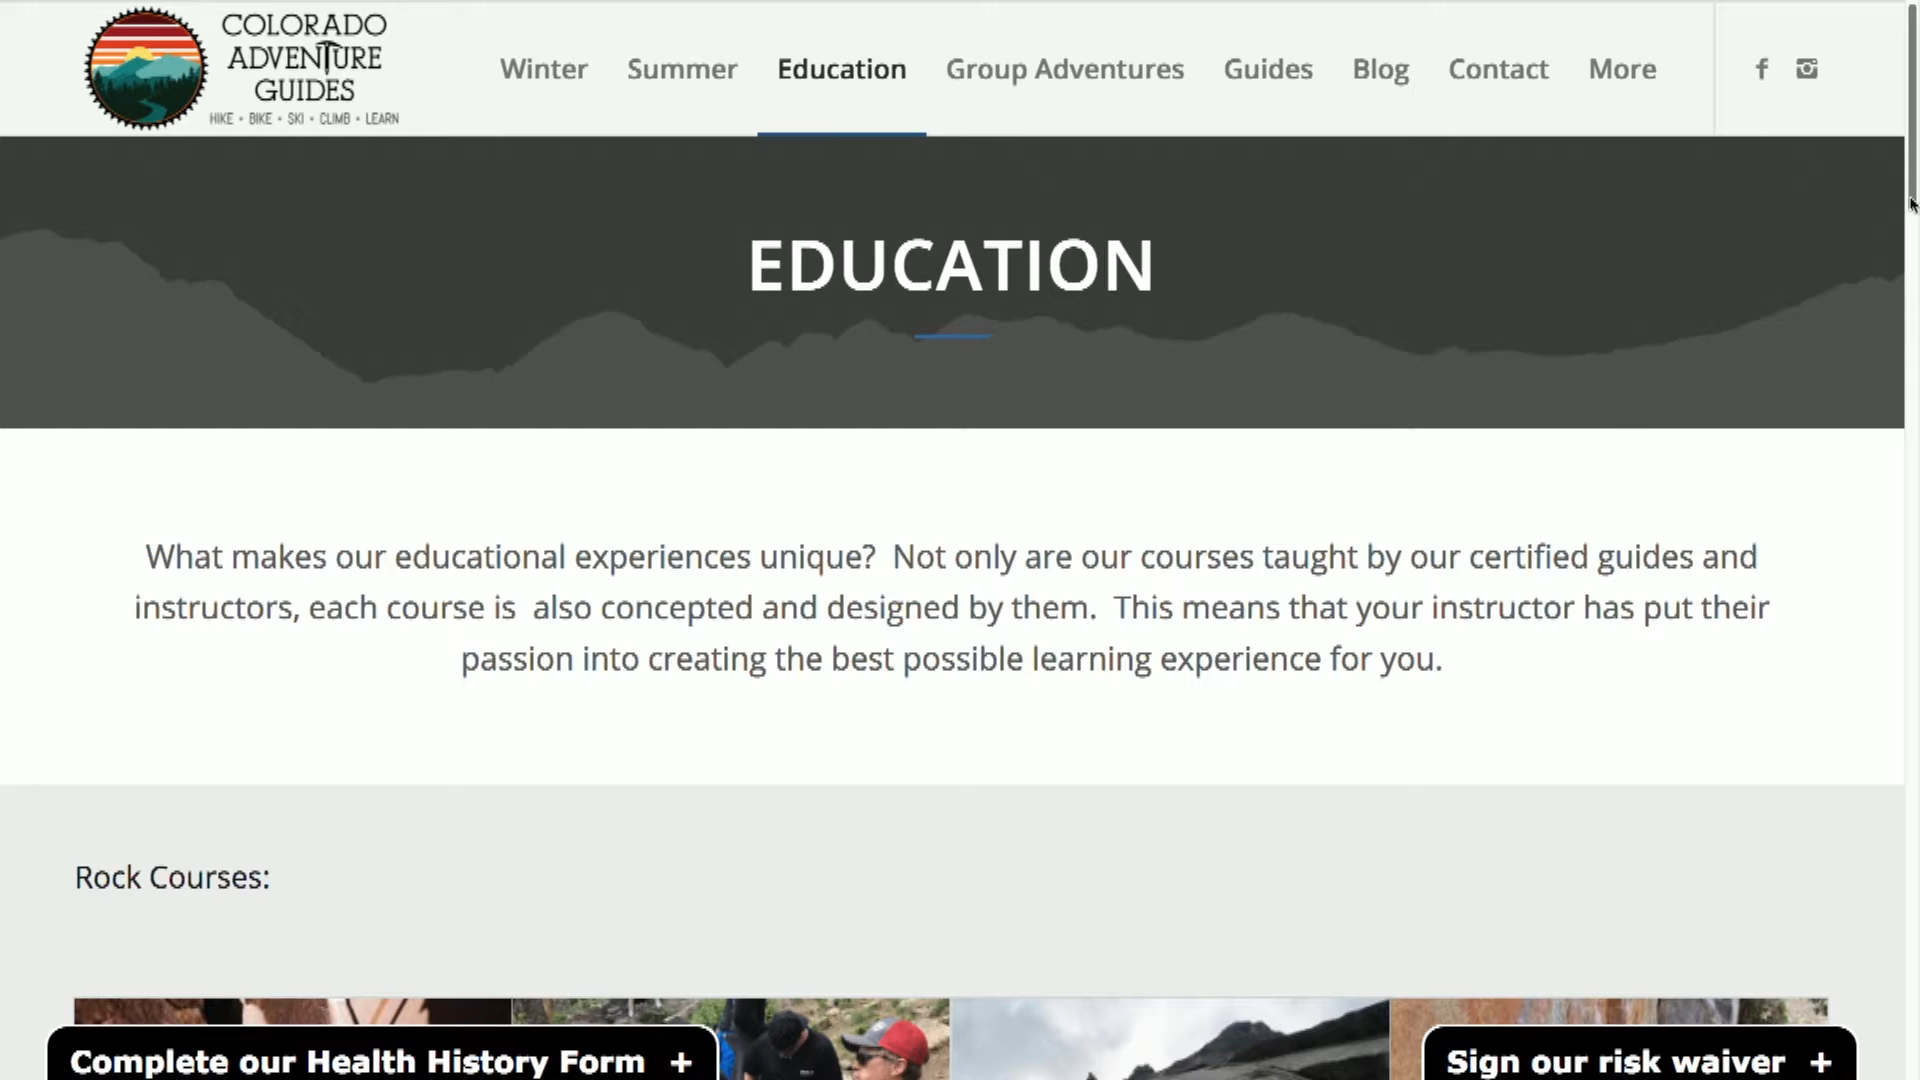 COLORADO
ADVENTURE
GUIDES
HIKE • BIKE • SKI • CLIMB • LEARN
Winter Summer Education Group Adventures Guides Blog Contact More
EDUCATION
What makes our educational experiences unique?  Not only are our courses taught by our certified guides and
instructors, each course is  also concepted and designed by them.  This means that your instructor has put their
passion into creating the best possible learning experience for you.
Rock Courses:
Complete our Health History Form +
Sign our risk waiver +